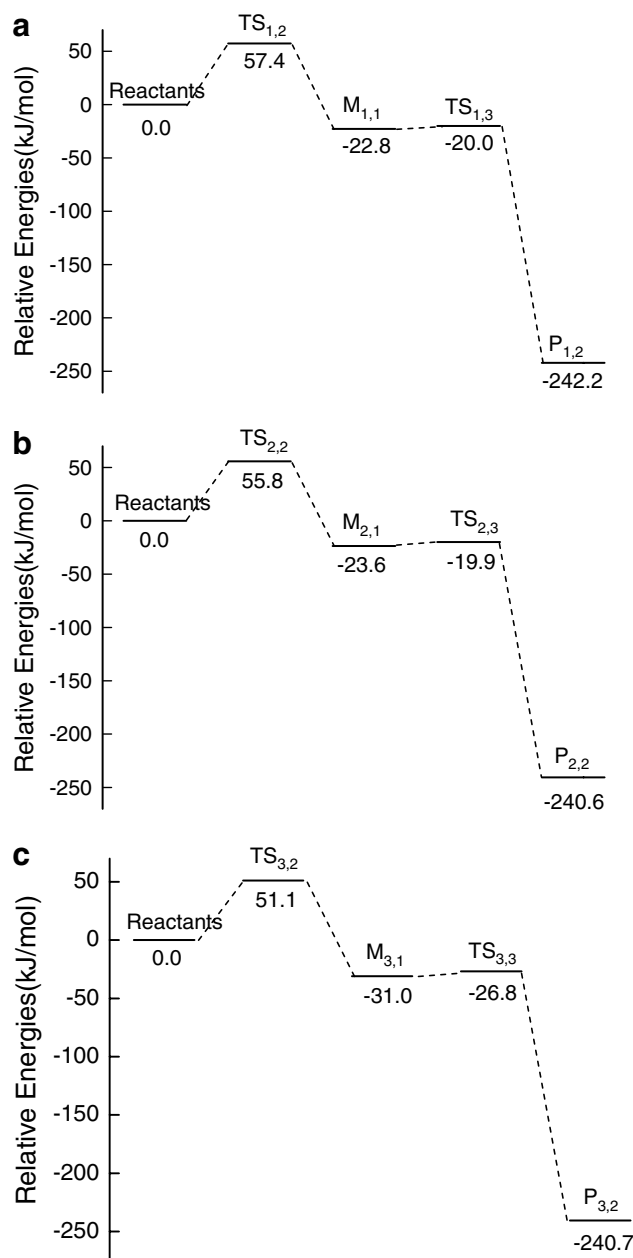 a
Relative Energies(kJ/mol)
50
0
-50
-100
-150
-200
-250
Reactants
0.0
TS1,2
57.4
M1,1
-22.8
TS1,3
-20.0
P1,2
-242.2
b
Relative Energies(kJ/mol)
50
0
-50
-100
-150
-200
-250
Reactants
0.0
TS2,2
55.8
M2,1
-23.6
TS2,3
-19.9
P2,2
-240.6
c
Relative Energies(kJ/mol)
50
0
-50
-100
-150
-200
-250
Reactants
0.0
TS3,2
51.1
M3,1
-31.0
TS3,3
-26.8
P3,2
-240.7